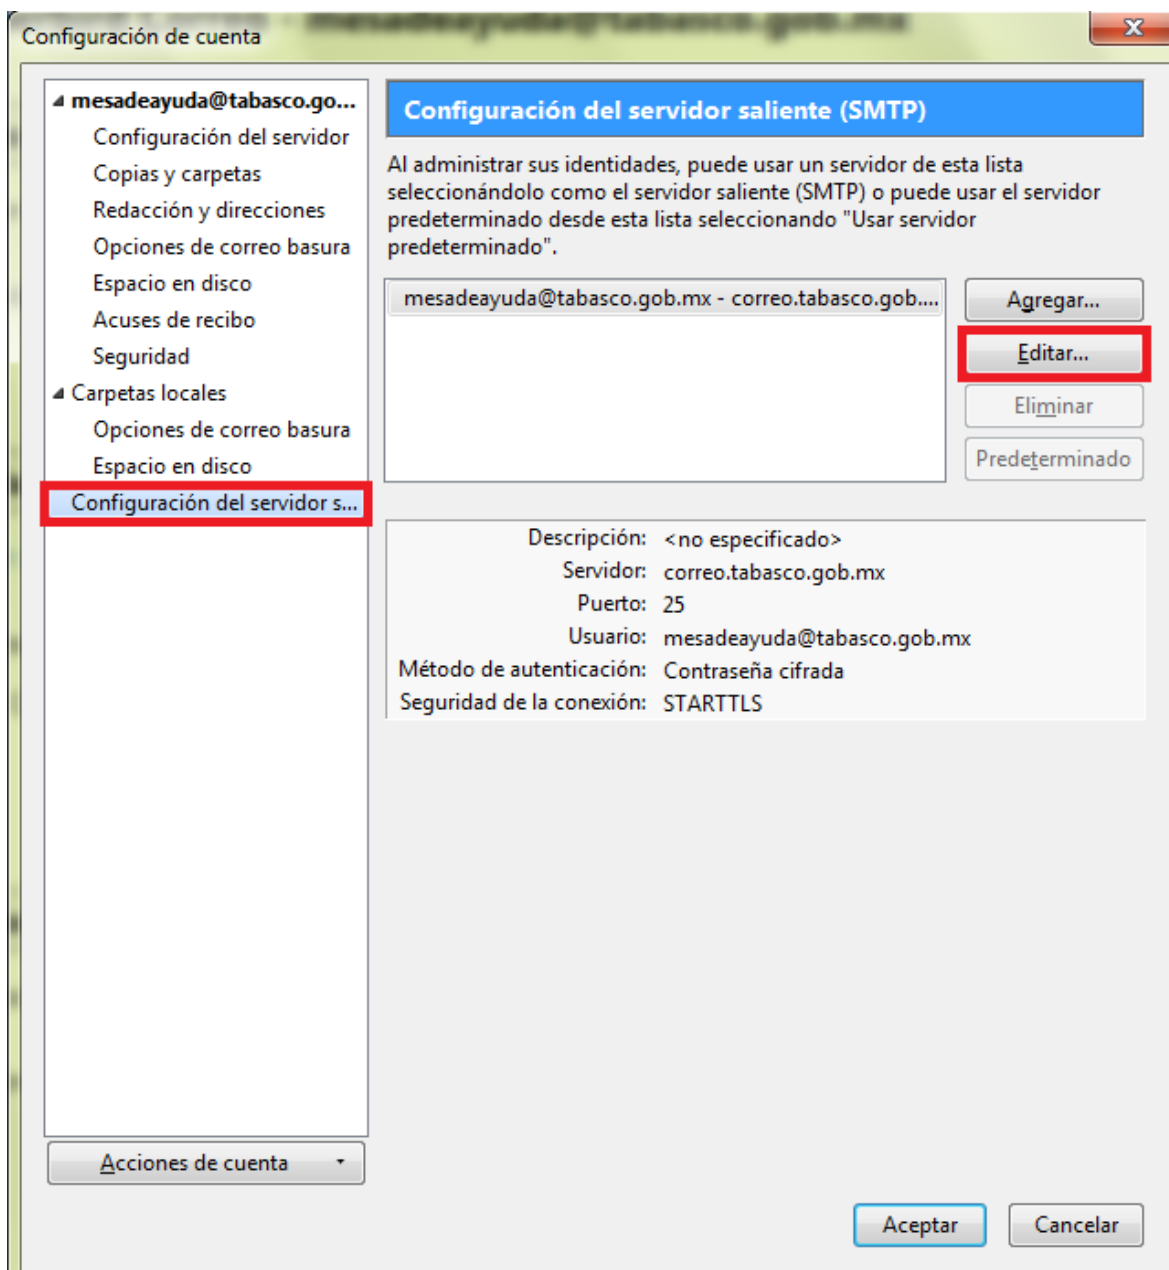 mesadeayuda@tabasco.gob.mx
Configuración de cuenta
mesadeayuda@tabasco.go...
Configuración del servidor
Copias y carpetas
Redacción y direcciones
Opciones de correo basura
Espacio en disco
Acuses de recibo
Seguridad
Carpetas locales
Opciones de correo basura
Espacio en disco
Configuración del servidor s...
Acciones de cuenta
Configuración del servidor saliente (SMTP)
Al administrar sus identidades, puede usar un servidor de esta lista
seleccionándolo como el servidor saliente (SMTP) o puede usar el servidor
predeterminado desde esta lista seleccionando "Usar servidor
predeterminado".
mesadeayuda@tabasco.gob.mx - correo.tabasco.gob....
Agregar...
Editar...
Eliminar
Predeterminado
Descripción: <no especificado>
Servidor: correo.tabasco.gob.mx
Puerto: 25
Usuario: mesadeayuda@tabasco.gob.mx
Método de autenticación: Contraseña cifrada
Seguridad de la conexión: STARTTLS
Aceptar
Cancelar